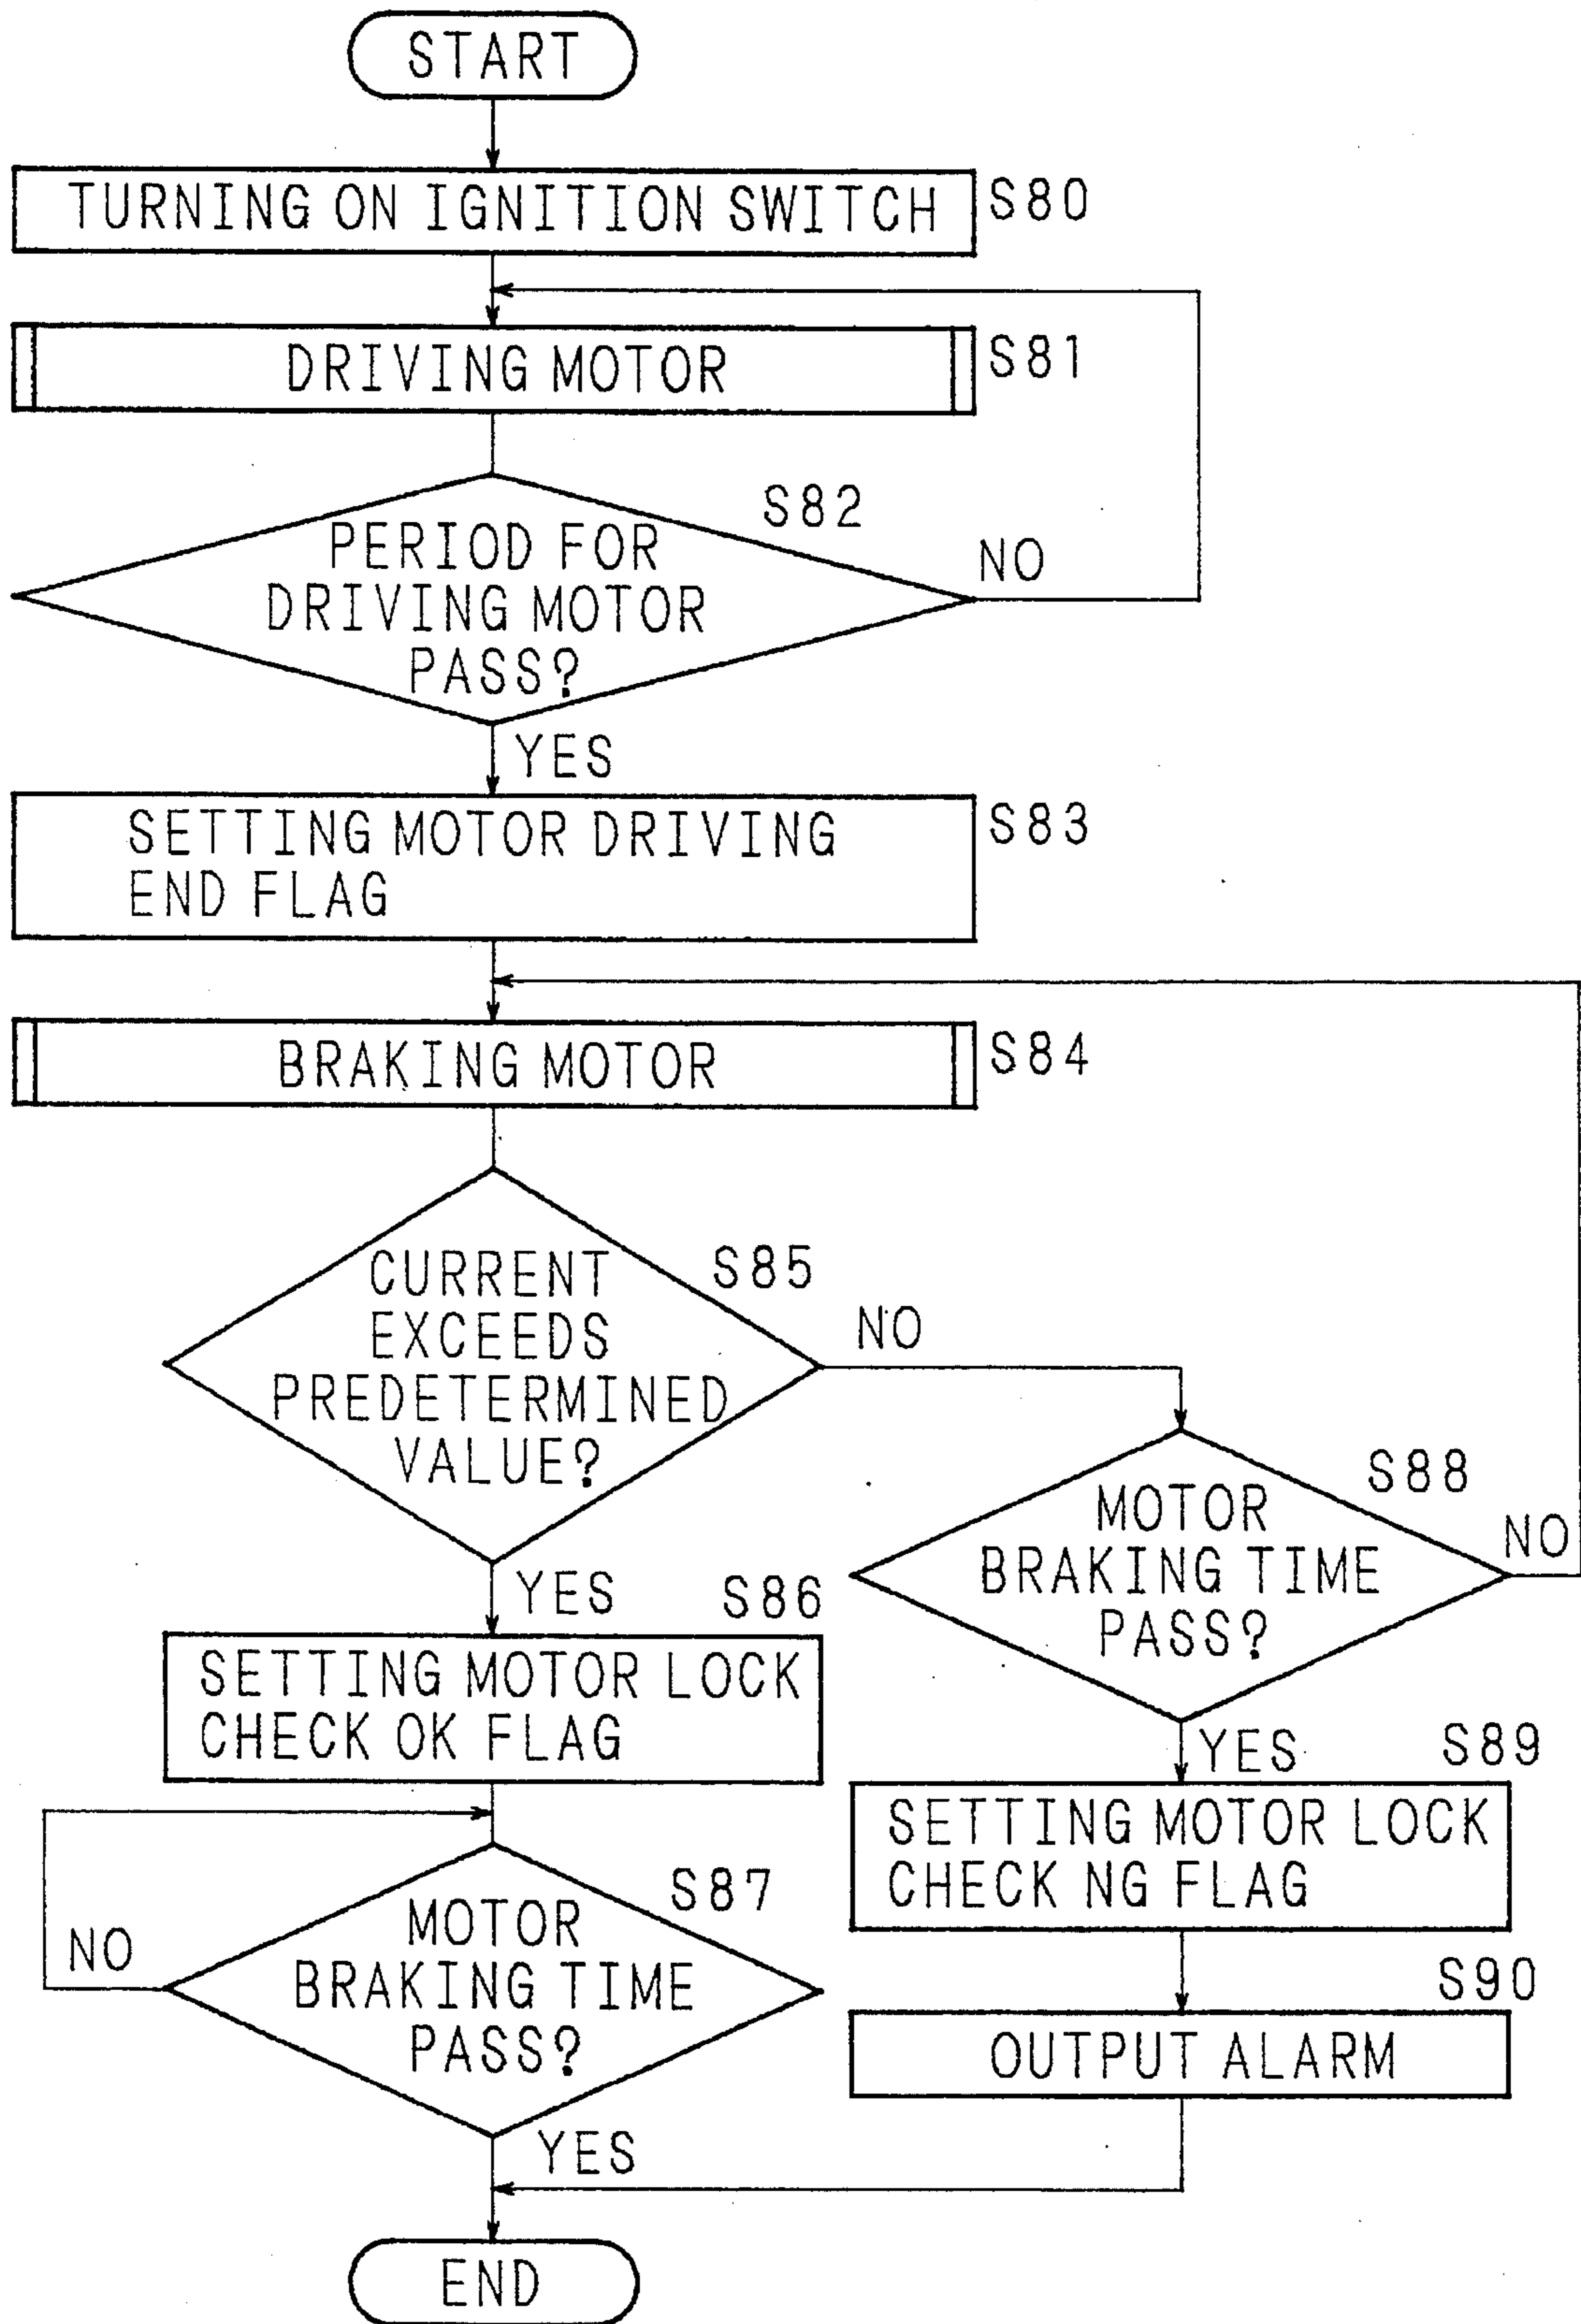 START
TURNING ON IGNITION SWITCH S80
DRIVING MOTOR S81
S82
PERIOD FOR
DRIVING MOTOR
PASS?
NO
YES
SETTING MOTOR DRIVING
END FLAG
S83
BRAKING MOTOR S84
CURRENT
EXCEEDS
PREDETERMINED
VALUE?
S85
NO
YES
S86
SETTING MOTOR LOCK
CHECK OK FLAG
S87
MOTOR
BRAKING TIME
PASS?
NO
YES
S88
MOTOR
BRAKING TIME
PASS?
NO
YES
S89
SETTING MOTOR LOCK
CHECK NG FLAG
S90
OUTPUT ALARM
END